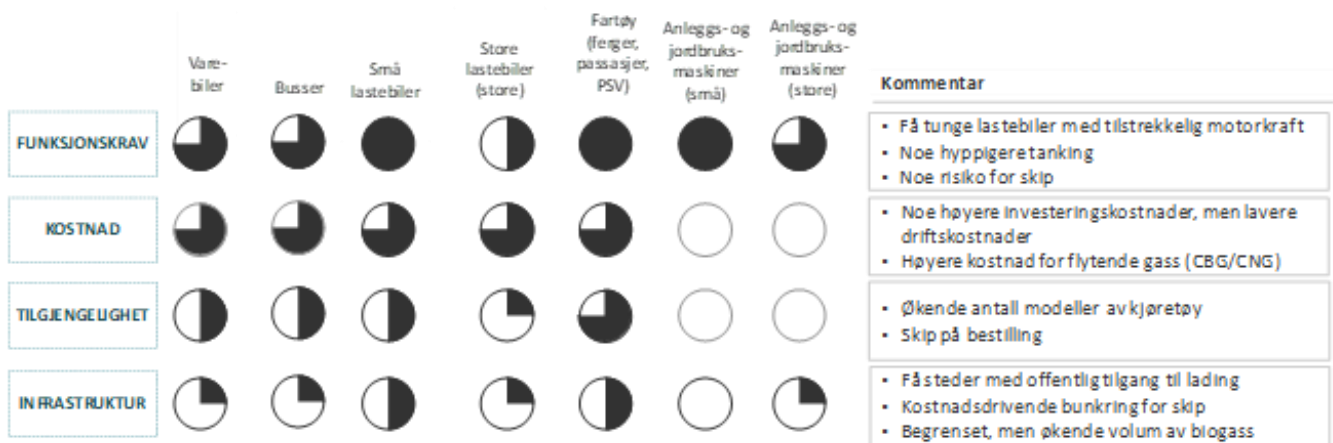 Vare-
biler
Busser
Små
lastebiler
Store
lastebiler
(store)
Fartøy
(ferger,
passasjer,
PSV)
Anleggs- og
jordbruks-
maskiner
(små)
Anleggs- og
jordbruks-
maskiner
(store)
Kommentar
FUNKSJONSKRAV
▪ Få tunge lastebiler med tilstrekkelig motorkraft
▪ Noe hyppigere tanking
▪ Noe risiko for skip
KOSTNAD
▪ Noe høyere investeringskostnader, men lavere
driftskostnader
▪ Høyere kostnad for flytende gass (CBG/CNG)
TILGJENGELIGHET
▪ Økende antall modeller av kjøretøy
▪ Skip på bestilling
INFRASTRUKTUR
▪ Få steder med offentlig tilgang til lading
▪ Kostnadsdrivende bunkring for skip
▪ Begrenset, men økende volum av biogass